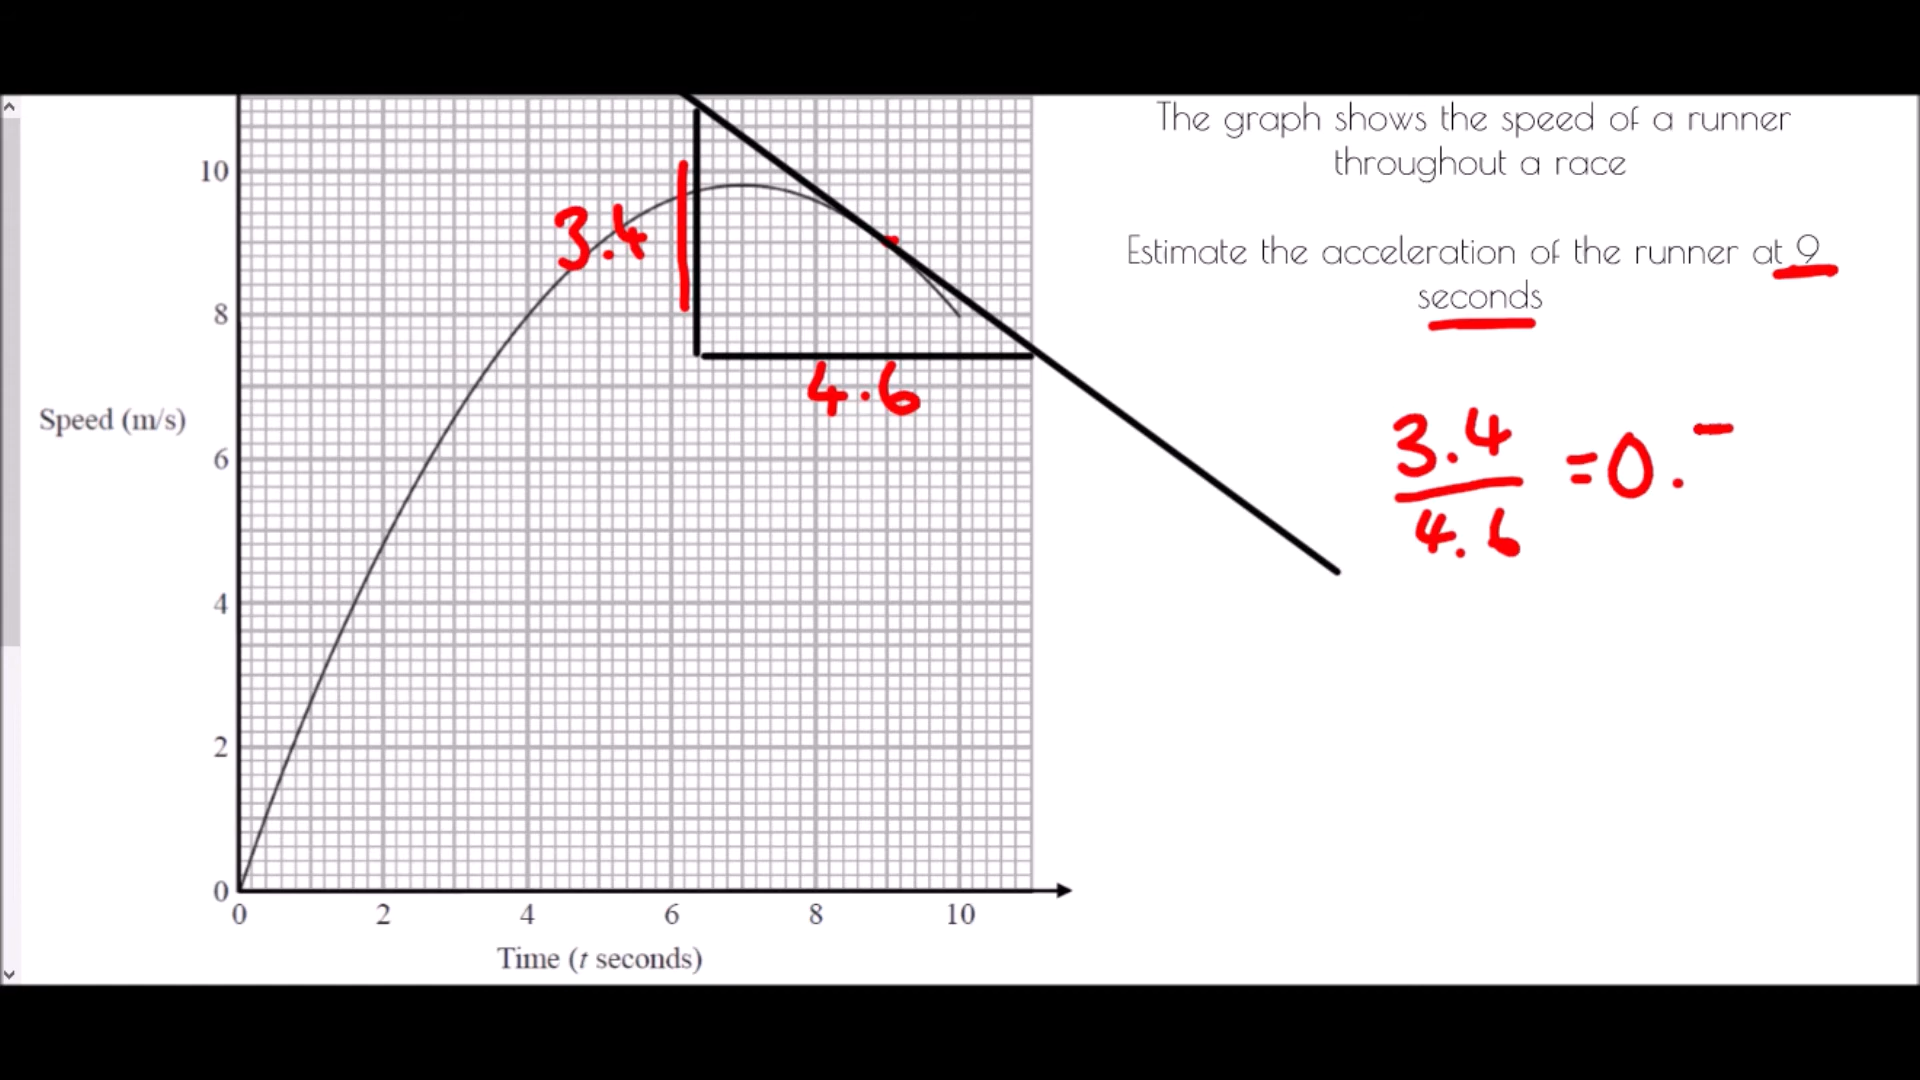 The graph shows the speed of a runner
throughout a race
Estimate the acceleration of the runner at 9
seconds
10
8
6
4
2
0
Speed (m/s)
0 2 4 6 8 10
Time (t seconds)
3.4
4.6
3.4
4.6
=0.